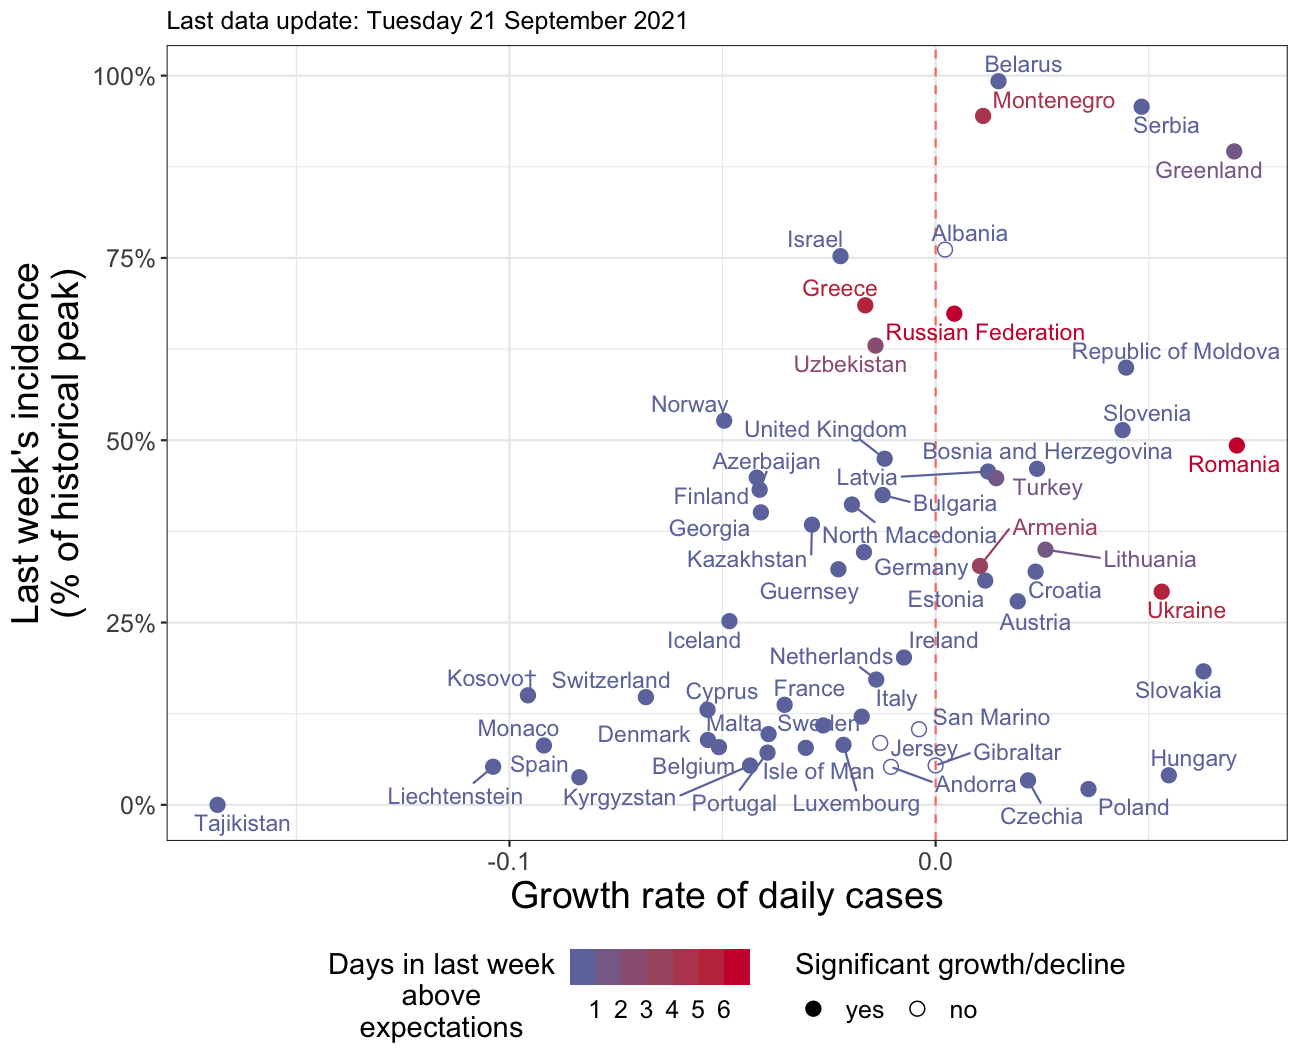 Last data update: Tuesday 21 September 2021
Last week's incidence
(% of historical peak)
100%
75%
50%
25%
0%
Belarus
Montenegro
Serbia
Greenland
Albania
Israel
Greece
Russian Federation
Republic of Moldova
Uzbekistan
Norway
Slovenia
United Kingdom
Bosnia and Herzegovina
Azerbaijan
Romania
Latvia
Turkey
Finland
Bulgaria
Georgia
Armenia
North Macedonia
Kazakhstan
Lithuania
Germany
Guernsey
Croatia
Estonia
Ukraine
Austria
Iceland
Ireland
Netherlands
Kosovo†
Switzerland
France
Cyprus
Slovakia
Italy
San Marino
Malta
Sweden
Monaco
Denmark
Jersey
Gibraltar
Hungary
Spain
Belgium
Isle of Man
Andorra
Liechtenstein
Kyrgyzstan
Portugal
Luxembourg
Poland
Czechia
Tajikistan
-0.1
0.0
Growth rate of daily cases
Days in last week
above
expectations
1 2 3 4 5 6
Significant growth/decline
yes
no